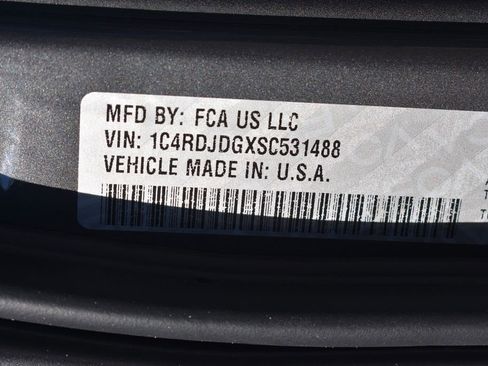 MFD BY: FCA US LLC
VIN: 1C4RDJDGXSC531488
VEHICLE MADE IN: U.S.A.